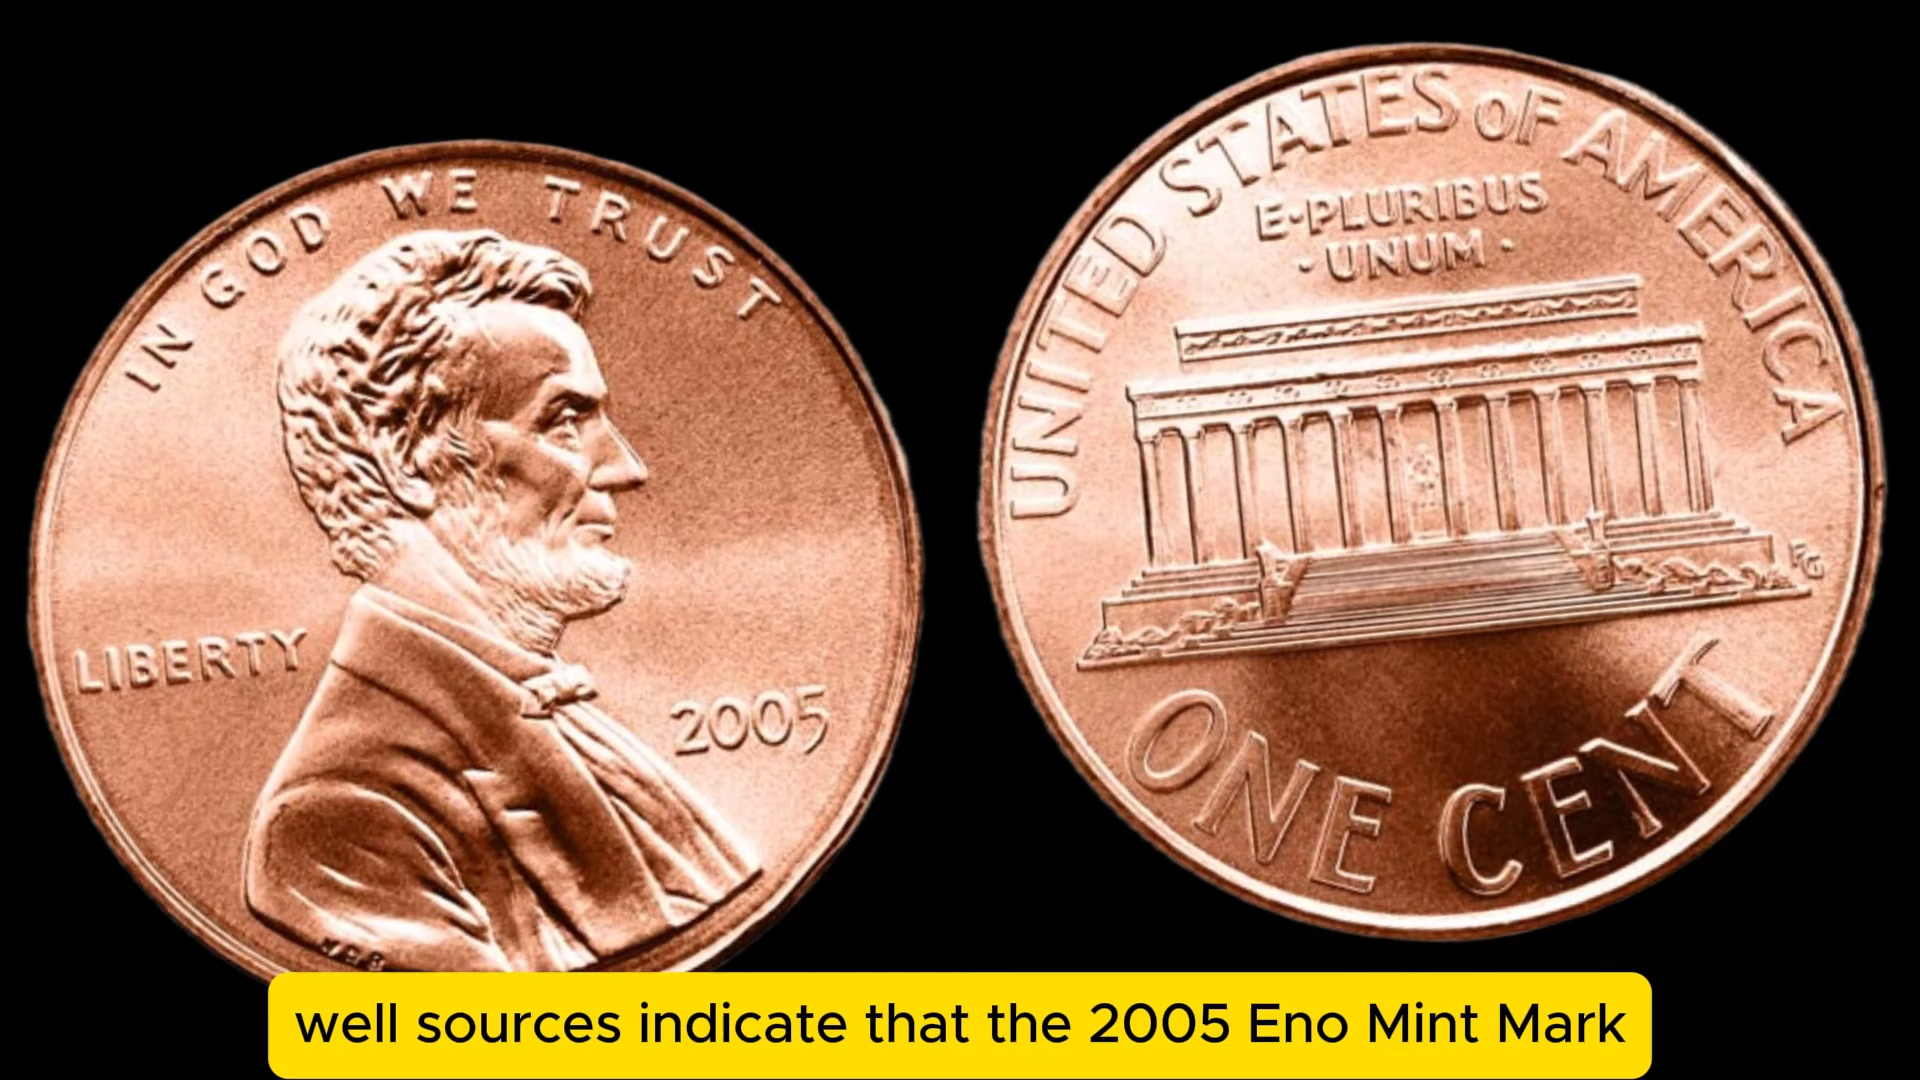 IN GOD WE TRUST
LIBERTY
2005
VDB
UNITED STATES OF AMERICA
E·PLURIBUS
·UNUM·
FG
ONE CENT
well sources indicate that the 2005 Eno Mint Mark